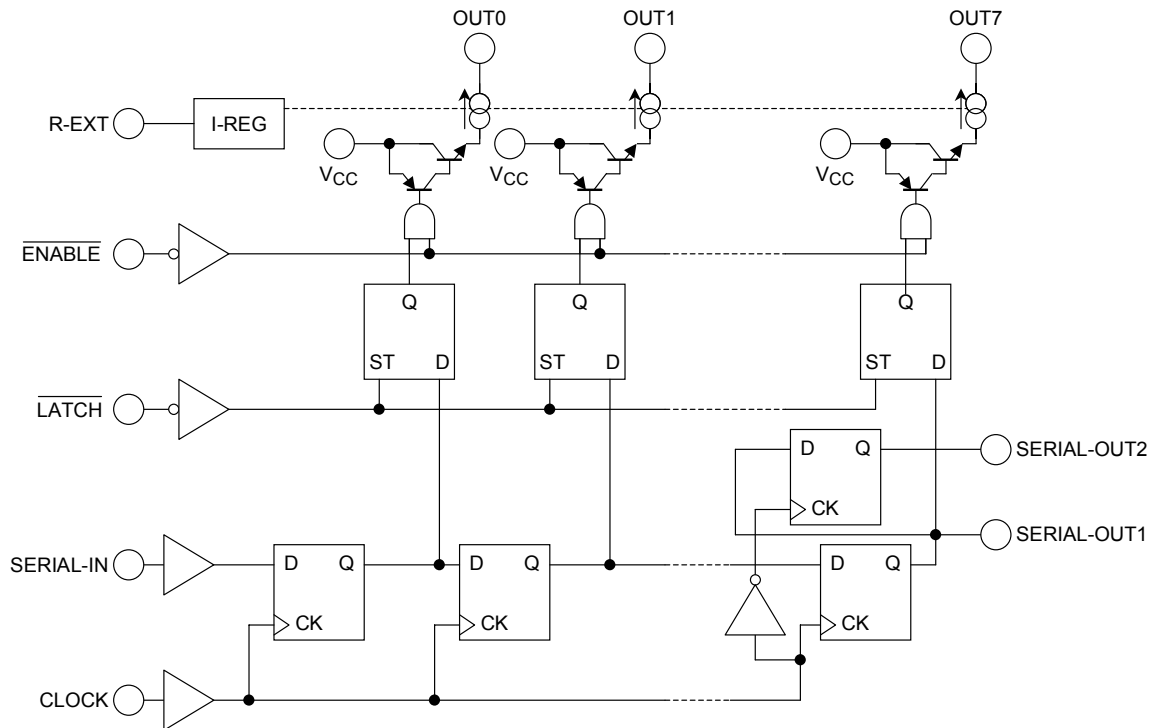 OUT0 OUT1 OUT7
R-EXT I-REG
VCC VCC VCC
ENABLE
Q Q Q
ST D ST D ST D
LATCH
D Q SERIAL-OUT2
CK
SERIAL-OUT1
SERIAL-IN D Q D Q D Q
CK CK CK
CLOCK